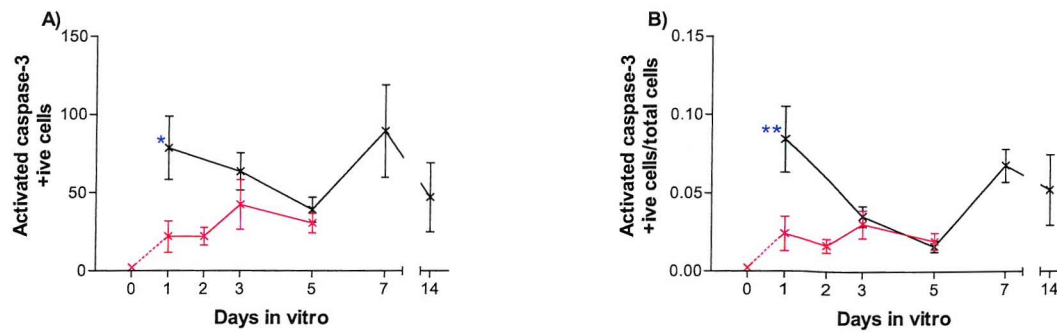 A)
Activated caspase-3
+ive cells
150
100
50
0
*
0 1 2 3 5 7 14
Days in vitro
B)
Activated caspase-3
+ive cells/total cells
0.15
0.10
0.05
0.00
**
0 1 2 3 5 7 14
Days in vitro